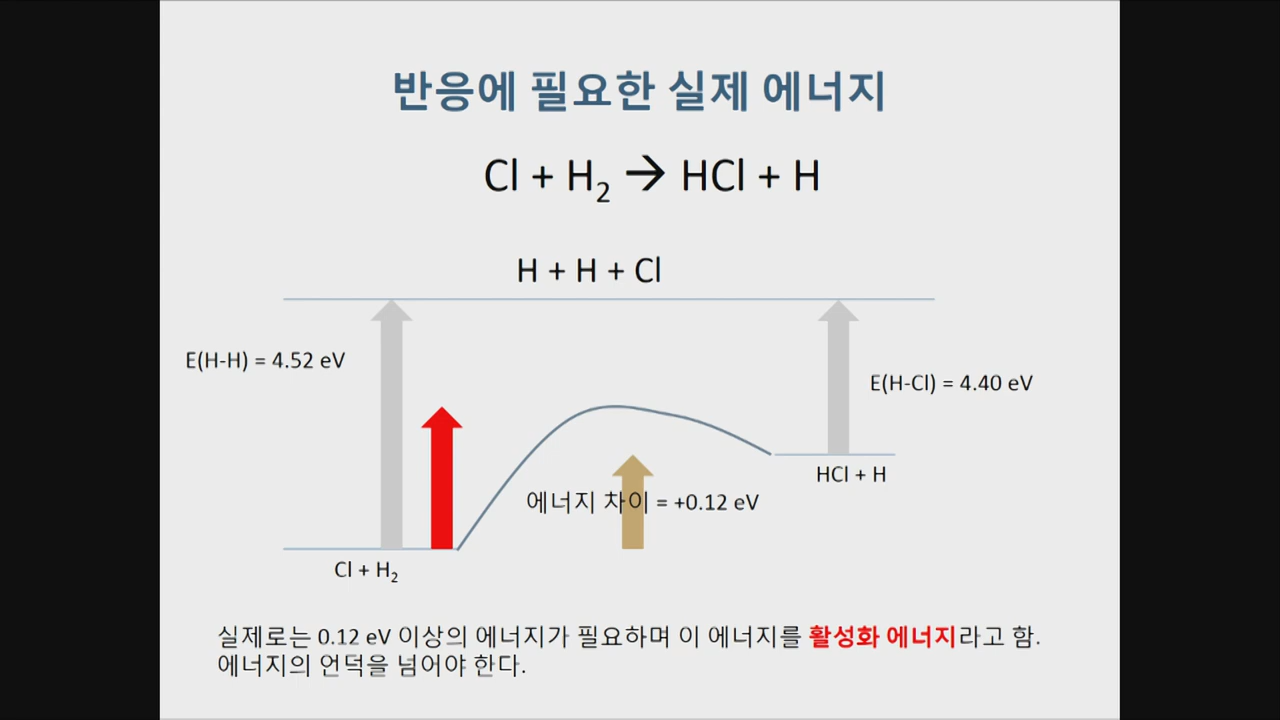 반응에 필요한 실제 에너지
Cl + H₂ → HCl + H
H + H + Cl
E(H-H) = 4.52 eV
E(H-Cl) = 4.40 eV
HCl + H
에너지 차이 = +0.12 eV
Cl + H₂
실제로는 0.12 eV 이상의 에너지가 필요하며 이 에너지를 활성화 에너지라고 함.
에너지의 언덕을 넘어야 한다.